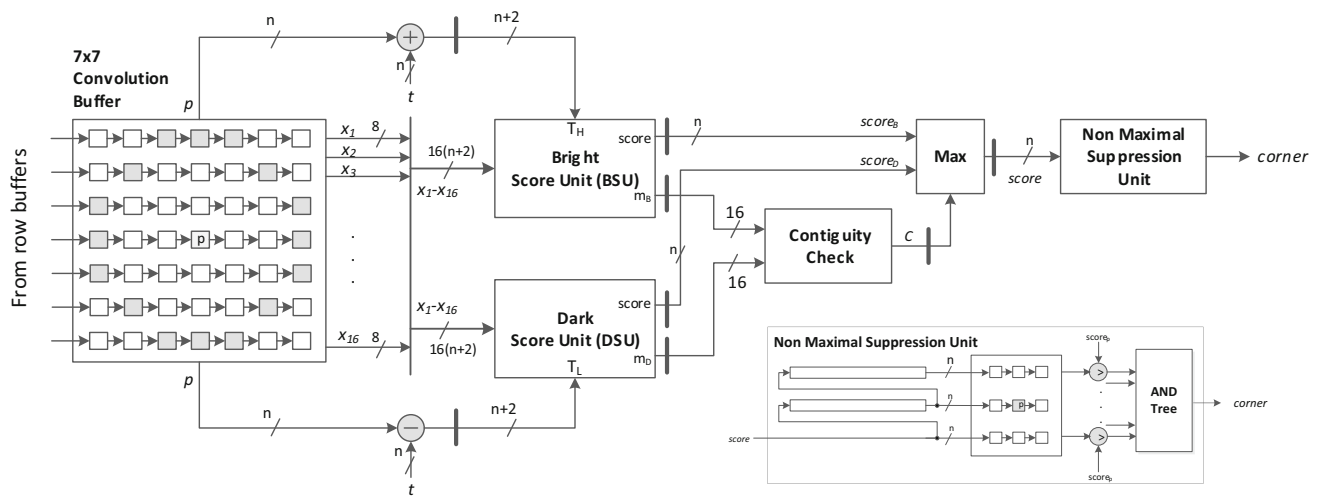 7x7
Convolution
Buffer
From row buffers
p
n
n
t
n+2
p
x1
8
x2
x3
x16
8
.
.
.
16(n+2)
x1-x16
TH
score
Bright
Score Unit (BSU)
mB
n
scoreB
scoreD
16
16
n
x1-x16
16(n+2)
score
Dark
Score Unit (DSU)
mD
TL
Contiguity
Check
C
Max
n
score
Non Maximal
Suppression
Unit
corner
p
n
n
t
n+2
Non Maximal Suppression Unit
n
n
n
p
score
scorep
>
.
.
.
>
scorep
AND
Tree
corner